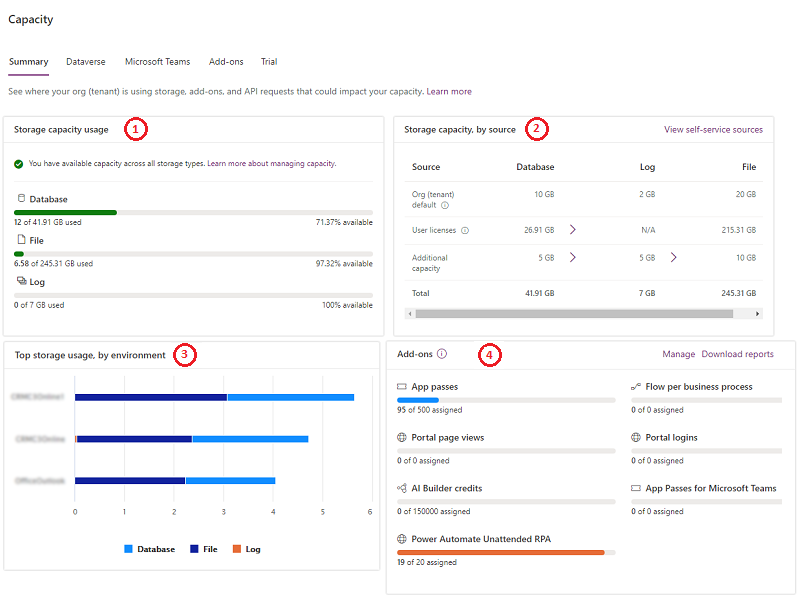 Capacity
Summary Dataverse Microsoft Teams Add-ons Trial
See where your org (tenant) is using storage, add-ons, and API requests that could impact your capacity. Learn more
Storage capacity usage 1
You have available capacity across all storage types. Learn more about managing capacity.
Database
12 of 41.91 GB used 71.37% available
File
6.58 of 245.31 GB used 97.32% available
Log
0 of 7 GB used 100% available
Storage capacity, by source 2 View self-service sources
Source Database Log File
Org (tenant) 10 GB 2 GB 20 GB
default
User licenses 26.91 GB N/A 215.31 GB
Additional 5 GB 5 GB 10 GB
capacity
Total 41.91 GB 7 GB 245.31 GB
Top storage usage, by environment 3
0 1 2 3 4 5 6
Database File Log
Add-ons 4 Manage Download reports
App passes Flow per business process
95 of 500 assigned 0 of 0 assigned
Portal page views Portal logins
0 of 0 assigned 0 of 0 assigned
AI Builder credits App Passes for Microsoft Teams
0 of 150000 assigned 0 of 0 assigned
Power Automate Unattended RPA
19 of 20 assigned